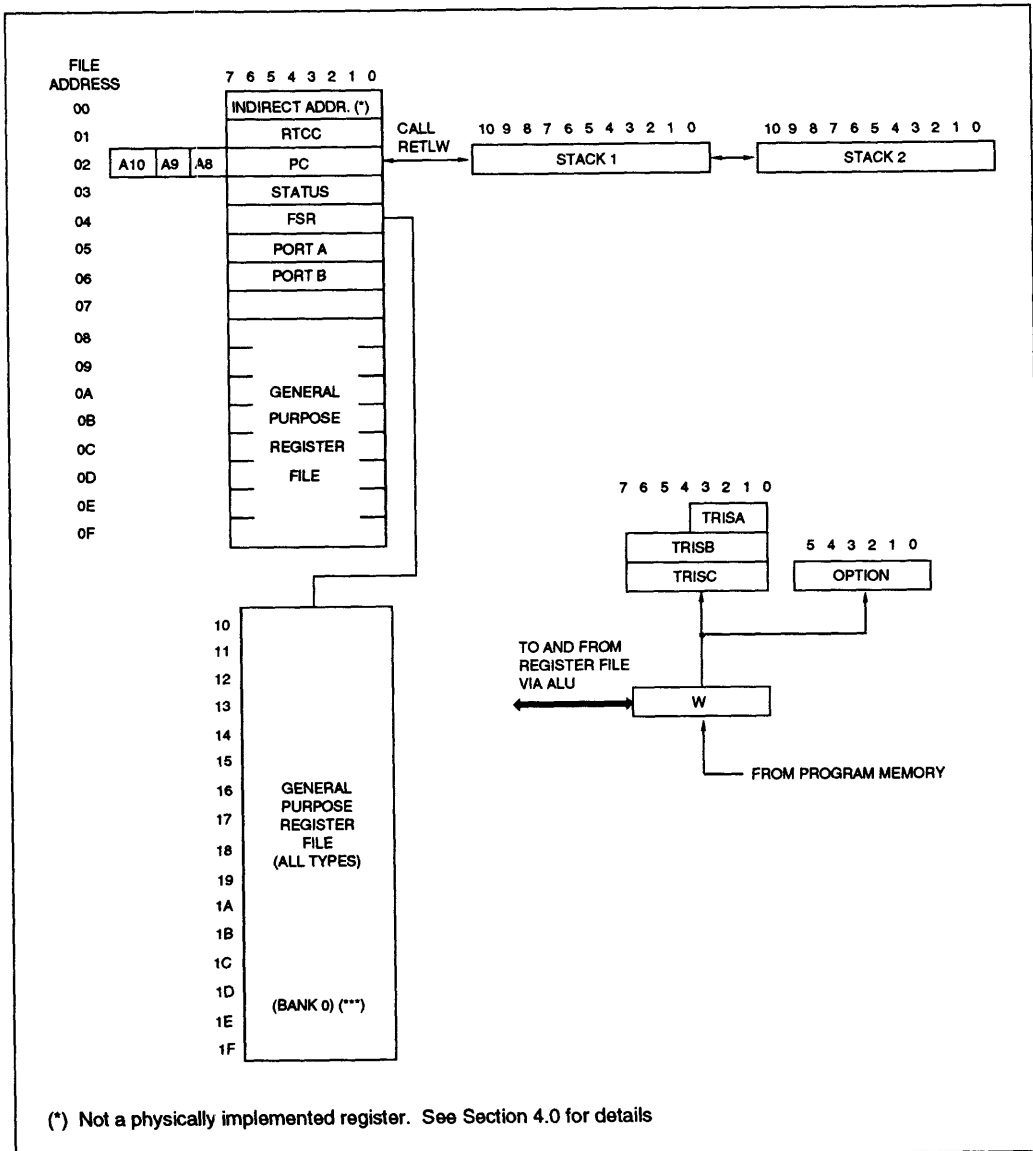 FILE
ADDRESS
7 6 5 4 3 2 1 0
00 INDIRECT ADDR. (*)
01 RTCC
02 A10 A9 A8 PC
03 STATUS
04 FSR
05 PORT A
06 PORT B
07
08
09
0A GENERAL
0B PURPOSE
0C REGISTER
0D FILE
0E
0F
CALL
RETLW
10 9 8 7 6 5 4 3 2 1 0
STACK 1
10 9 8 7 6 5 4 3 2 1 0
STACK 2
7 6 5 4 3 2 1 0
TRISA
TRISB
TRISC
5 4 3 2 1 0
OPTION
TO AND FROM
REGISTER FILE
VIA ALU
W
FROM PROGRAM MEMORY
10
11
12
13
14
15
16
17
18
19
1A
1B
1C
1D
1E
1F
GENERAL
PURPOSE
REGISTER
FILE
(ALL TYPES)
(BANK 0) (***)
(*) Not a physically implemented register. See Section 4.0 for details